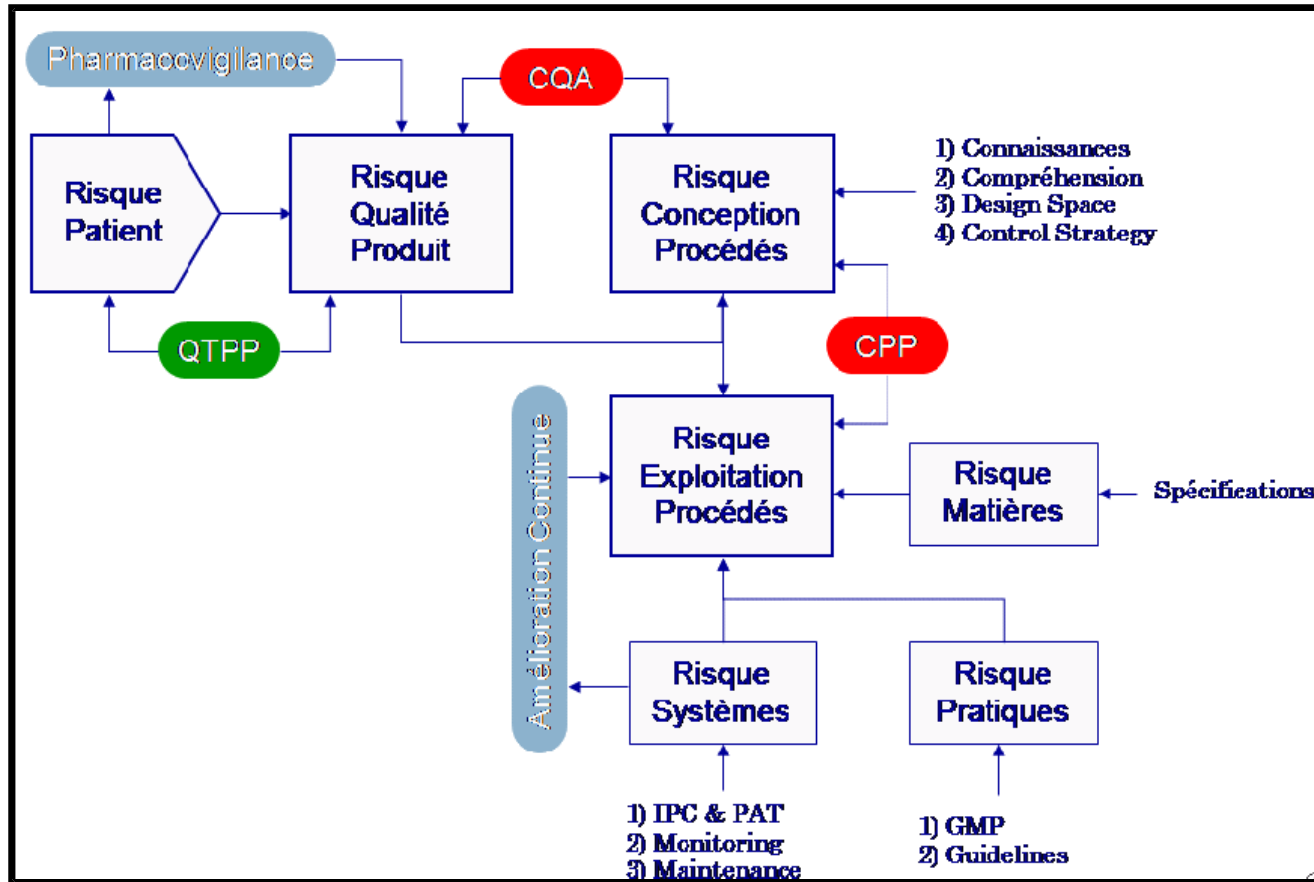 Pharmacovigilance
CQA
Risque
Patient
Risque
Qualité
Produit
Risque
Conception
Procédés
1) Connaissances
2) Compréhension
3) Design Space
4) Control Strategy
QTPP
CPP
Amélioration Continue
Risque
Exploitation
Procédés
Risque
Matières
Spécifications
Risque
Systèmes
Risque
Pratiques
1) IPC & PAT
2) Monitoring
3) Maintenance
1) GMP
2) Guidelines